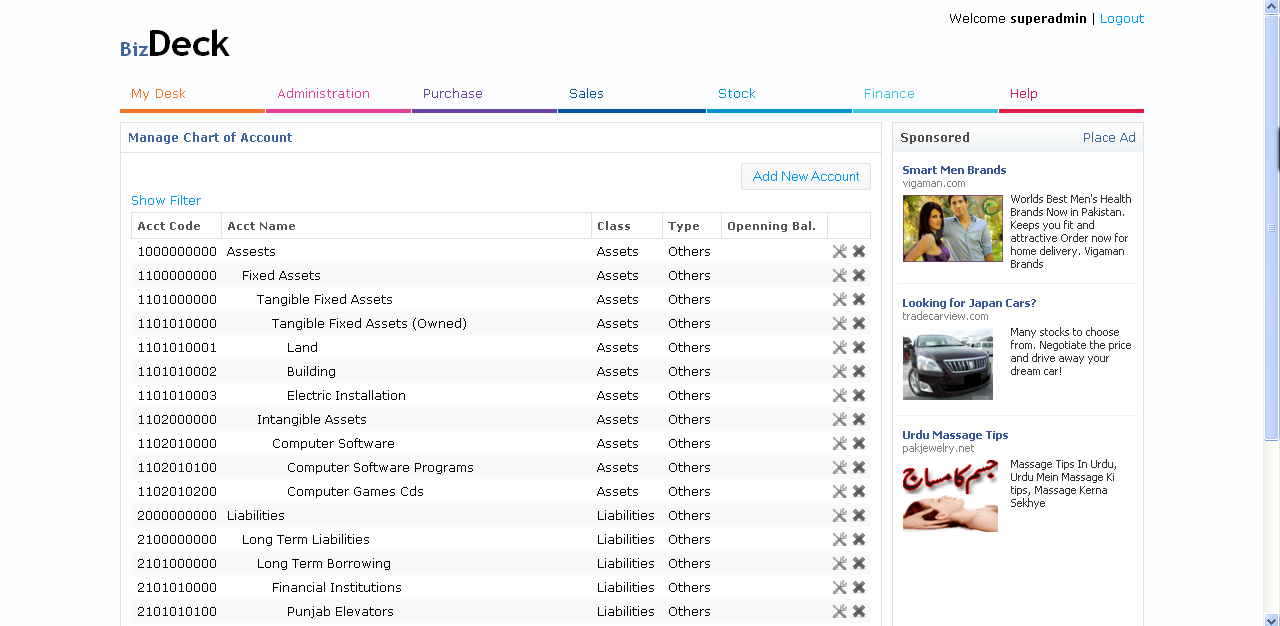 Welcome superadmin | Logout
BizDeck
My Desk Administration Purchase Sales Stock Finance Help
Manage Chart of Account
Add New Account
Show Filter
Acct Code Acct Name Class Type Openning Bal.
1000000000 Assests Assets Others
1100000000 Fixed Assets Assets Others
1101000000 Tangible Fixed Assets Assets Others
1101010000 Tangible Fixed Assets (Owned) Assets Others
1101010001 Land Assets Others
1101010002 Building Assets Others
1101010003 Electric Installation Assets Others
1102000000 Intangible Assets Assets Others
1102010000 Computer Software Assets Others
1102010100 Computer Software Programs Assets Others
1102010200 Computer Games Cds Assets Others
2000000000 Liabilities Liabilities Others
2100000000 Long Term Liabilities Liabilities Others
2101000000 Long Term Borrowing Liabilities Others
2101010000 Financial Institutions Liabilities Others
2101010100 Punjab Elevators Liabilities Others
Sponsored Place Ad
Smart Men Brands
vigaman.com
Worlds Best Men's Health
Brands Now in Pakistan.
Keeps you fit and
attractive Order now for
home delivery. Vigaman
Brands
Looking for Japan Cars?
tradecarview.com
Many stocks to choose
from. Negotiate the price
and drive away your
dream car!
Urdu Massage Tips
pakjewelry.net
جسم کا مساج
Massage Tips In Urdu,
Urdu Mein Massage Ki
tips, Massage Kerna
Sekhye